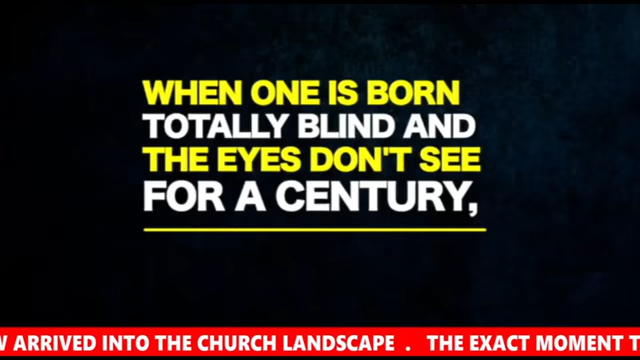 WHEN ONE IS BORN
TOTALLY BLIND AND
THE EYES DON'T SEE
FOR A CENTURY,
ARRIVED INTO THE CHURCH LANDSCAPE . THE EXACT MOMENT